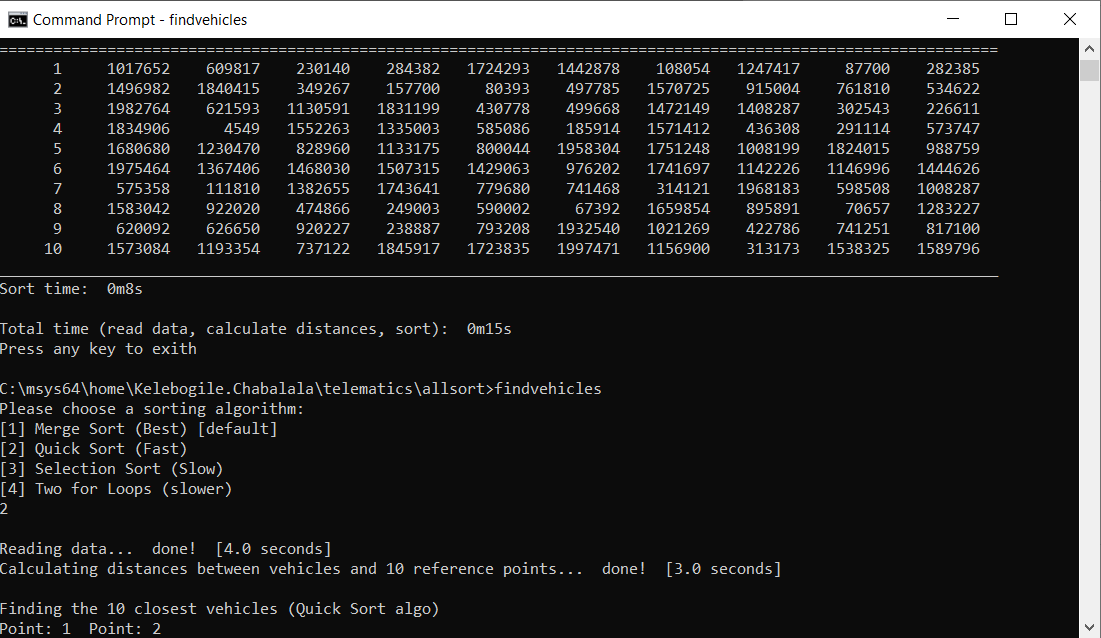 Command Prompt - findvehicles
===============================================================================================================
1 1017652 609817 230140 284382 1724293 1442878 108054 1247417 87700 282385
2 1496982 1840415 349267 157700 80393 497785 1570725 915004 761810 534622
3 1982764 621593 1130591 1831199 430778 499668 1472149 1408287 302543 226611
4 1834906 4549 1552263 1335003 585086 185914 1571412 436308 291114 573747
5 1680680 1230470 828960 1133175 800044 1958304 1751248 1008199 1824015 988759
6 1975464 1367406 1468030 1507315 1429063 976202 1741697 1142226 1146996 1444626
7 575358 111810 1382655 1743641 779680 741468 314121 1968183 598508 1008287
8 1583042 922020 474866 249003 590002 67392 1659854 895891 70657 1283227
9 620092 626650 920227 238887 793208 1932540 1021269 422786 741251 817100
10 1573084 1193354 737122 1845917 1723835 1997471 1156900 313173 1538325 1589796
_______________________________________________________________________________________________________________
Sort time:  0m8s
Total time (read data, calculate distances, sort):  0m15s
Press any key to exith
C:\msys64\home\Kelebogile.Chabalala\telematics\allsort>findvehicles
Please choose a sorting algorithm:
[1] Merge Sort (Best) [default]
[2] Quick Sort (Fast)
[3] Selection Sort (Slow)
[4] Two for Loops (slower)
2
Reading data...  done!  [4.0 seconds]
Calculating distances between vehicles and 10 reference points...  done!  [3.0 seconds]
Finding the 10 closest vehicles (Quick Sort algo)
Point: 1  Point: 2